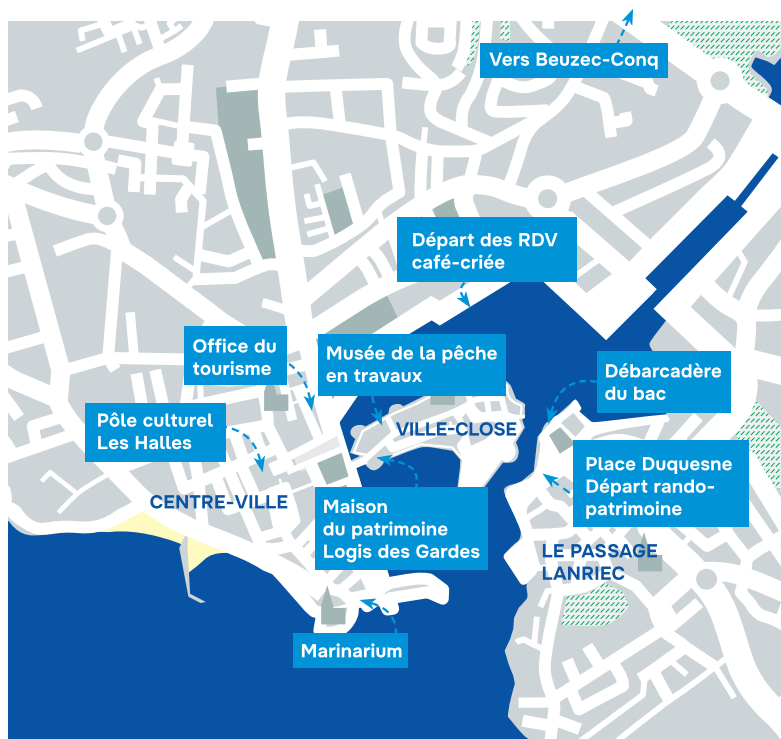 Vers Beuzec-Conq
Départ des RDV
café-criée
Office du
tourisme
Musée de la pêche
en travaux
Débarcadère
du bac
Pôle culturel
Les Halles
VILLE-CLOSE
Place Duquesne
Départ rando-
patrimoine
CENTRE-VILLE
Maison
du patrimoine
Logis des Gardes
LE PASSAGE
LANRIEC
Marinarium